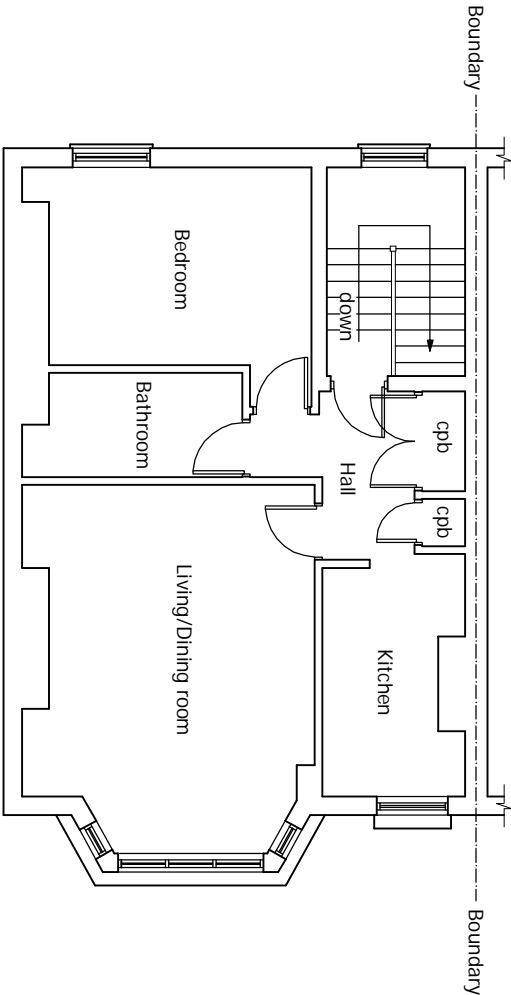 Boundary
Bedroom
down
Bathroom
cpb
Hall
cpb
Living/Dining room
Kitchen
Boundary